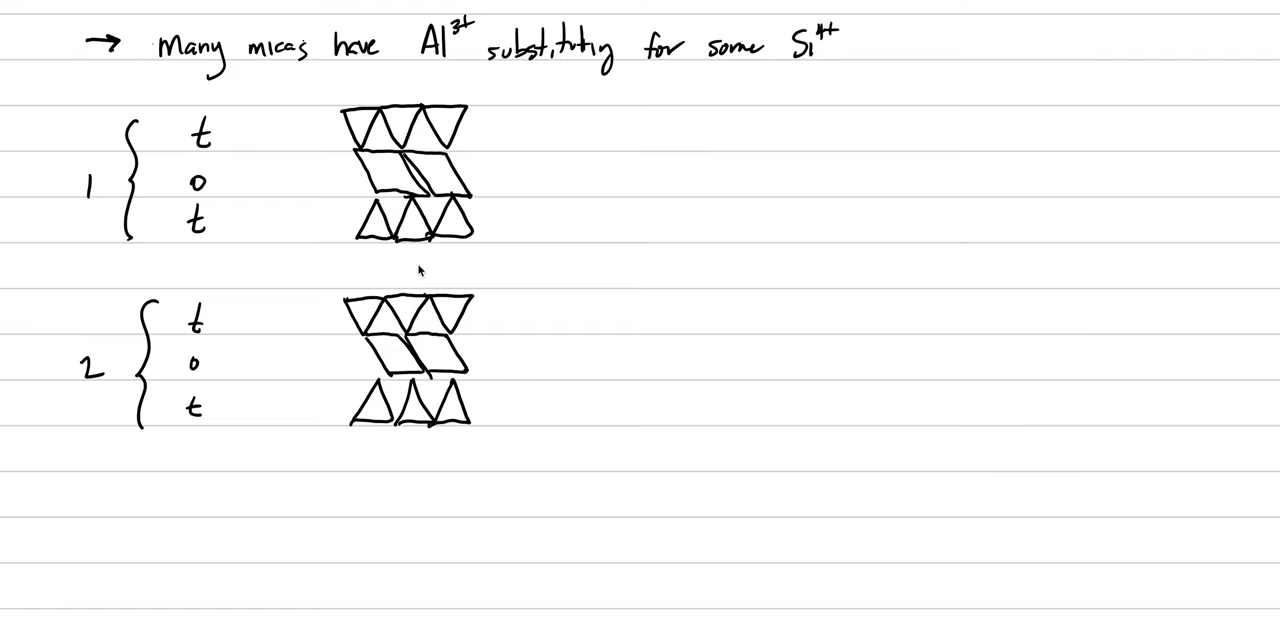 → Many micas have Al³⁺ substituting for some Si⁴⁺
t
1 { o
t
t
2 { o
t